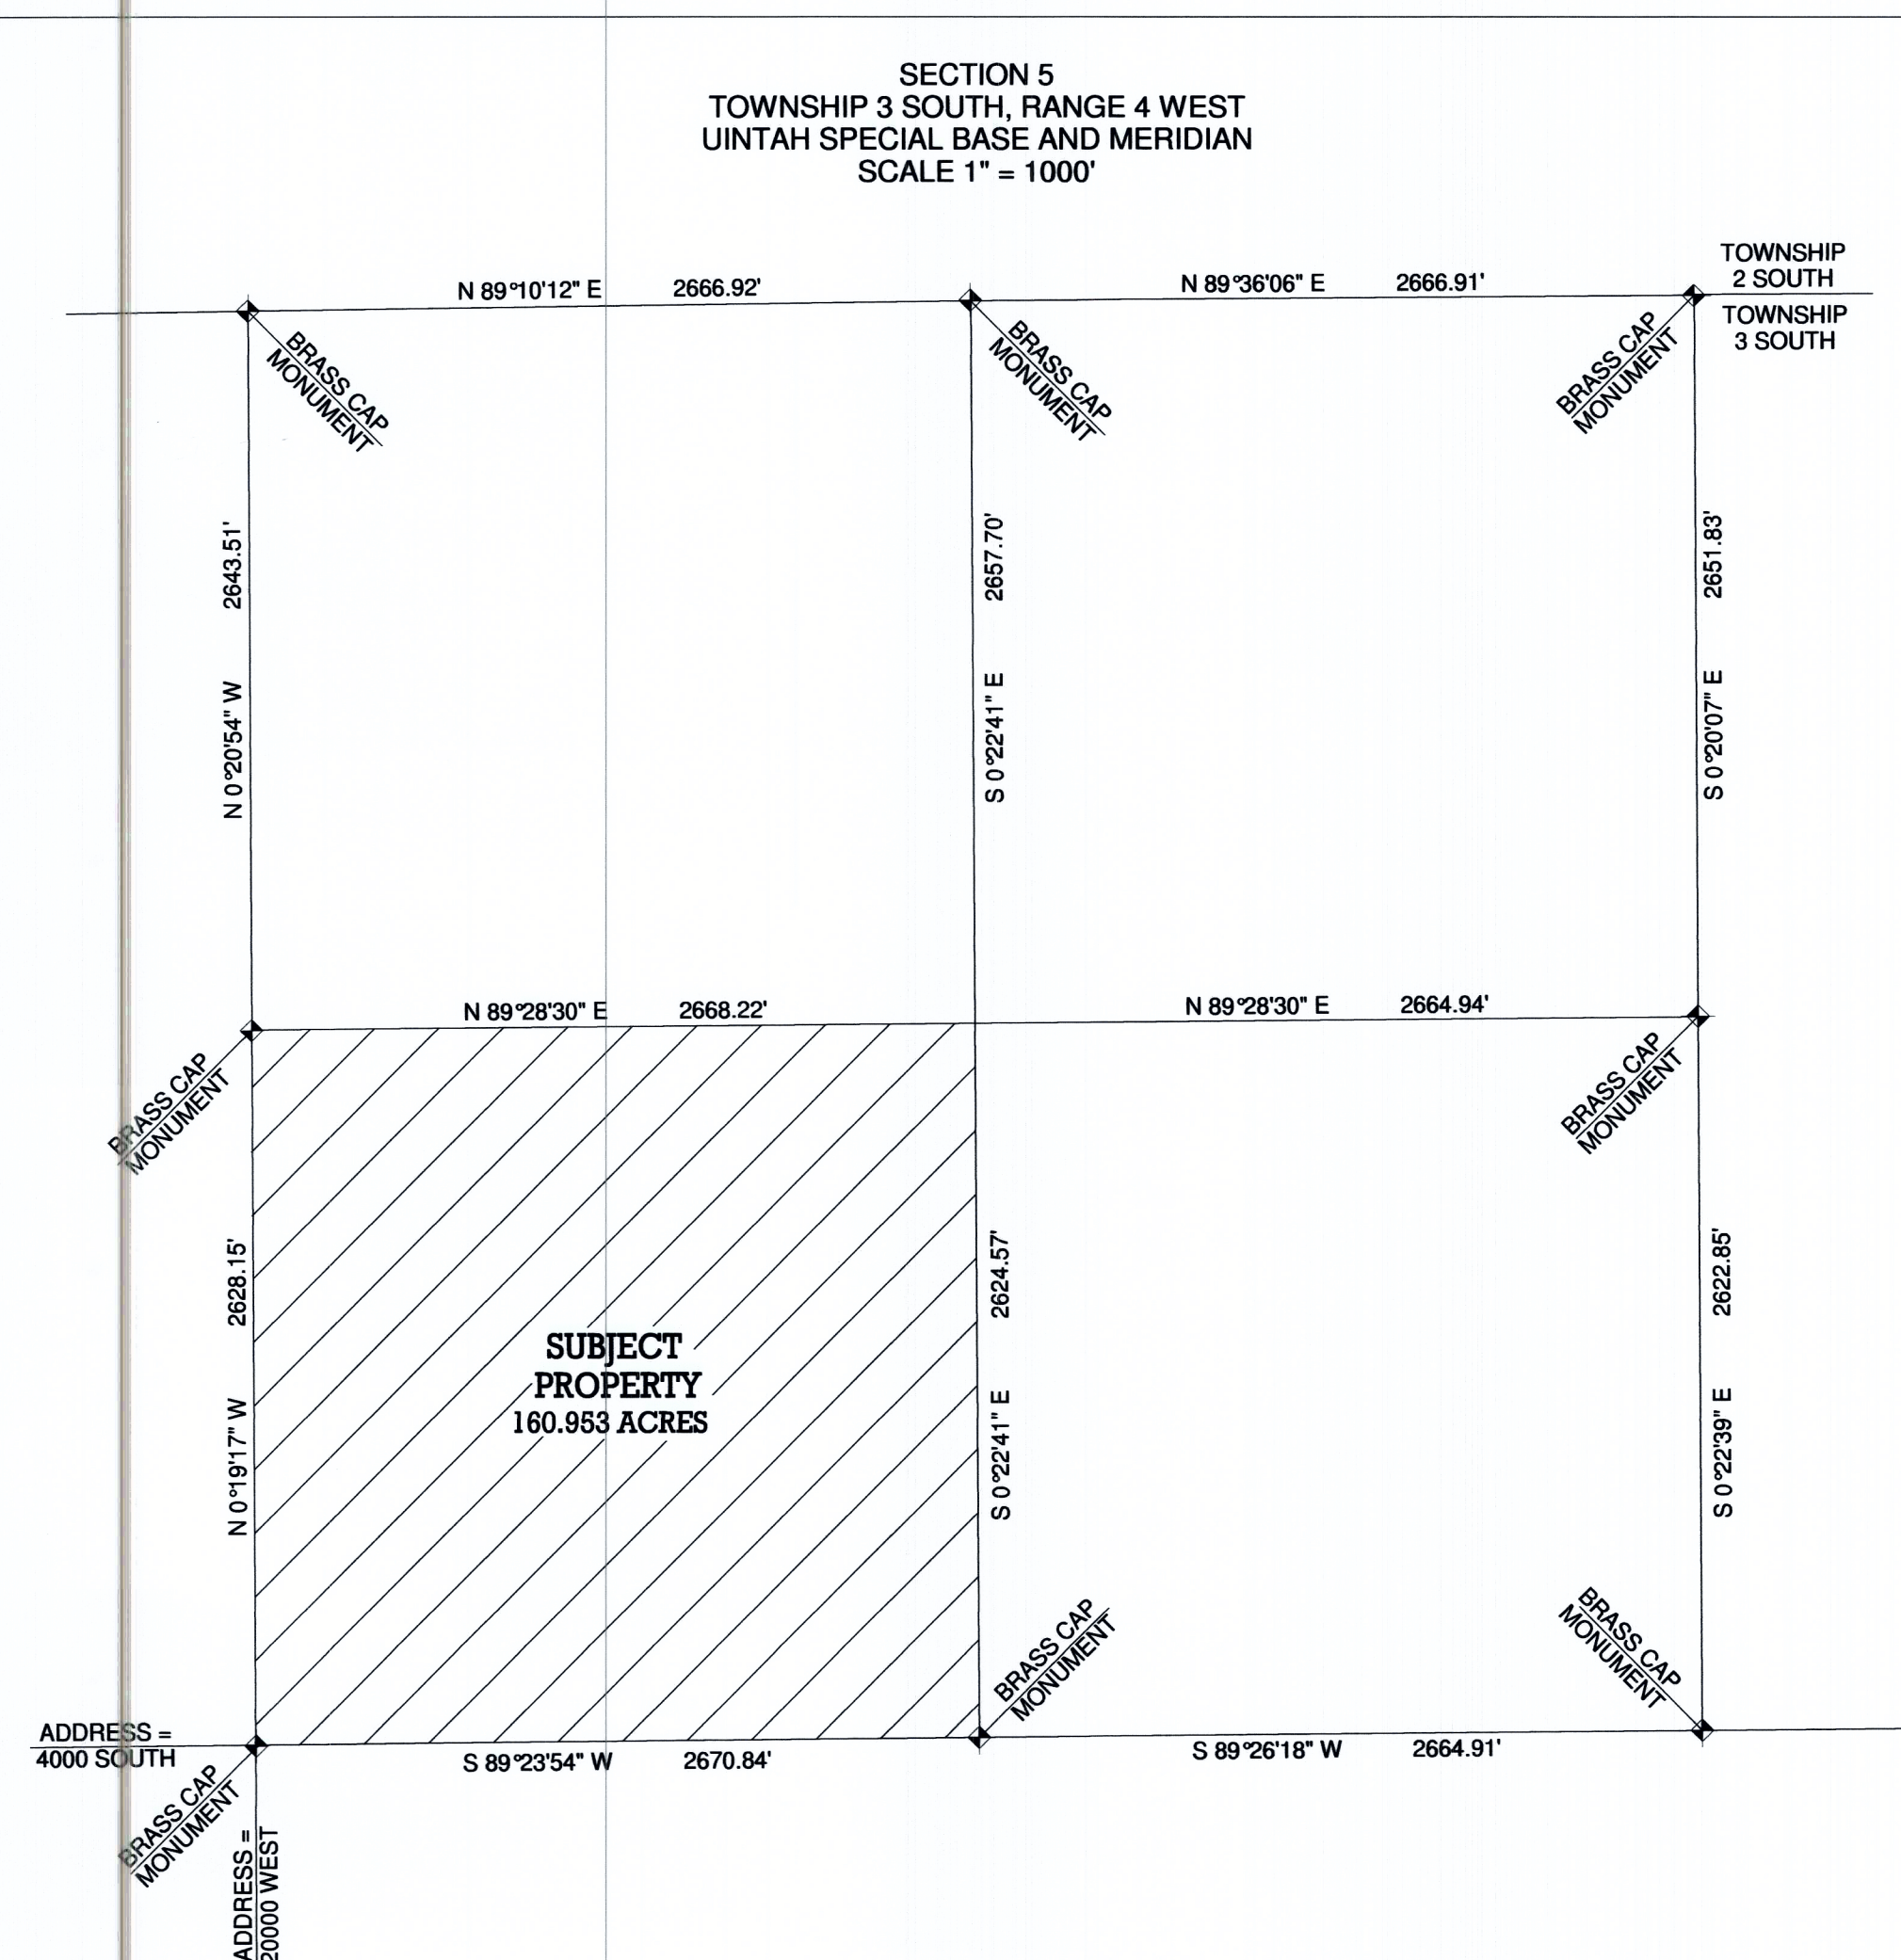 SECTION 5
TOWNSHIP 3 SOUTH, RANGE 4 WEST
UINTAH SPECIAL BASE AND MERIDIAN
SCALE 1" = 1000'
TOWNSHIP
2 SOUTH
N 89°10'12" E 2666.92'
N 89°36'06" E 2666.91'
TOWNSHIP
3 SOUTH
BRASS CAP
MONUMENT
BRASS CAP
MONUMENT
BRASS CAP
MONUMENT
N 0°20'54" W 2643.51'
S 0°22'41" E 2657.70'
S 0°20'07" E 2651.83'
N 89°28'30" E 2668.22'
N 89°28'30" E 2664.94'
BRASS CAP
MONUMENT
BRASS CAP
MONUMENT
N 0°19'17" W 2628.15'
SUBJECT
PROPERTY
160.953 ACRES
S 0°22'41" E 2624.57'
S 0°22'39" E 2622.85'
BRASS CAP
MONUMENT
BRASS CAP
MONUMENT
ADDRESS =
4000 SOUTH
S 89°23'54" W 2670.84'
S 89°26'18" W 2664.91'
BRASS CAP
MONUMENT
ADDRESS =
20000 WEST